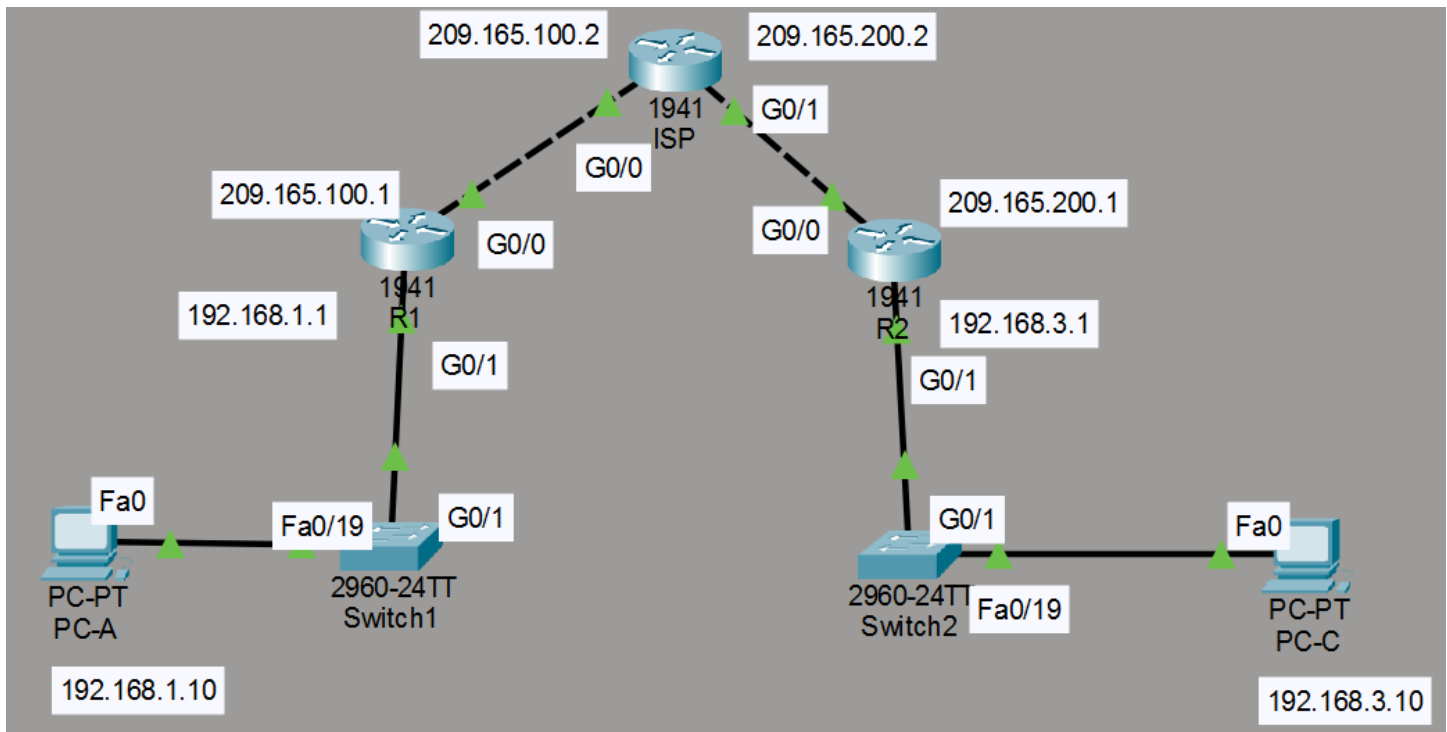 209.165.100.2
209.165.200.2
1941
ISP
G0/1
G0/0
209.165.100.1
209.165.200.1
G0/0
G0/0
1941
R1
192.168.1.1
1941
R2
192.168.3.1
G0/1
G0/1
Fa0
Fa0/19
G0/1
G0/1
Fa0
PC-PT
PC-A
2960-24TT
Switch1
2960-24TT
Switch2
Fa0/19
PC-PT
PC-C
192.168.1.10
192.168.3.10